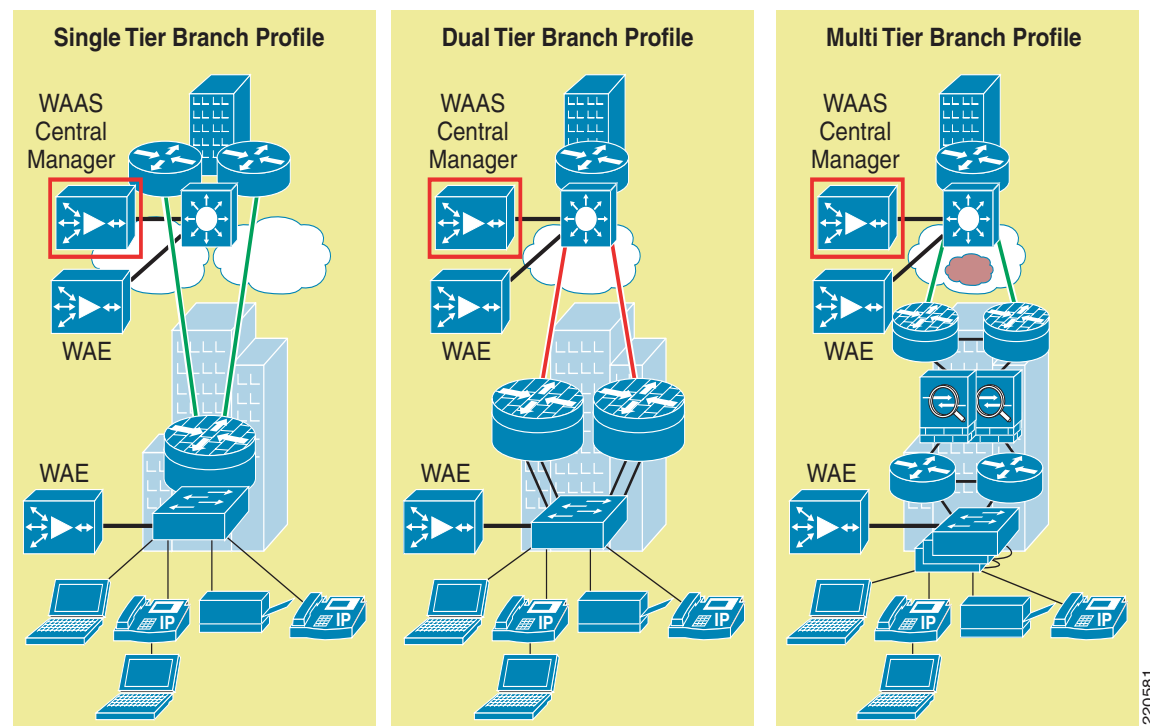 Single Tier Branch Profile
WAAS
Central
Manager
WAE
WAE
IP
IP
Dual Tier Branch Profile
WAAS
Central
Manager
WAE
WAE
IP
IP
Multi Tier Branch Profile
WAAS
Central
Manager
WAE
WAE
IP
IP
220581